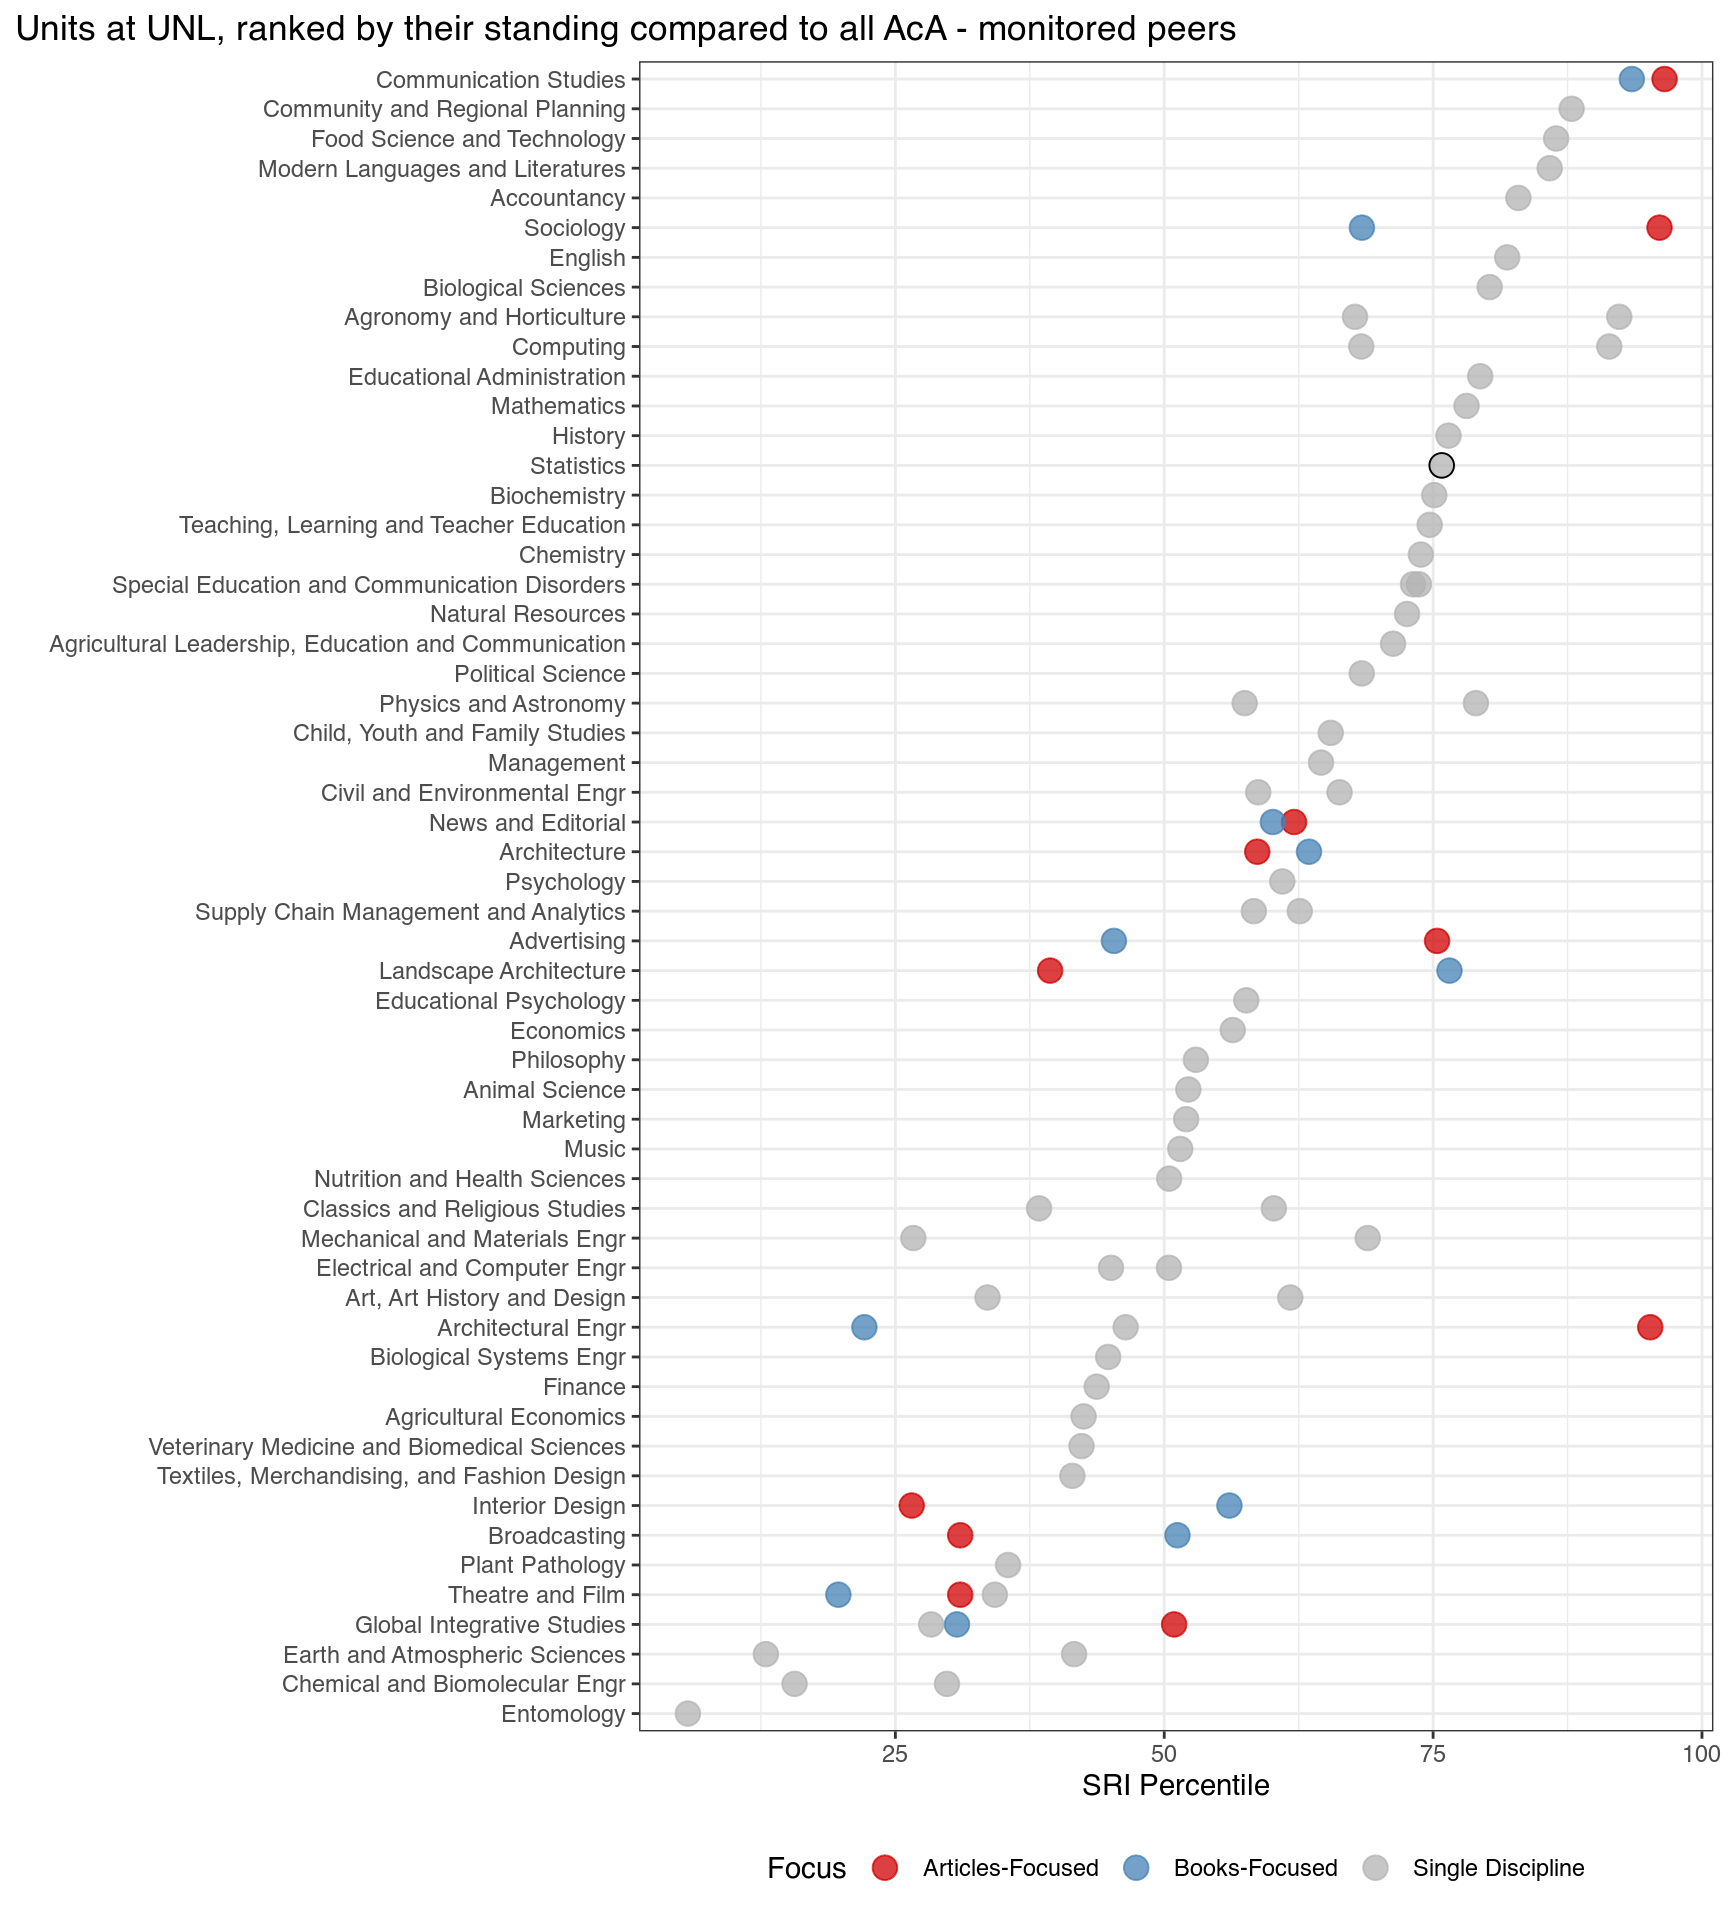 Units at UNL, ranked by their standing compared to all AcA - monitored peers
Communication Studies
Community and Regional Planning
Food Science and Technology
Modern Languages and Literatures
Accountancy
Sociology
English
Biological Sciences
Agronomy and Horticulture
Computing
Educational Administration
Mathematics
History
Statistics
Biochemistry
Teaching, Learning and Teacher Education
Chemistry
Special Education and Communication Disorders
Natural Resources
Agricultural Leadership, Education and Communication
Political Science
Physics and Astronomy
Child, Youth and Family Studies
Management
Civil and Environmental Engr
News and Editorial
Architecture
Psychology
Supply Chain Management and Analytics
Advertising
Landscape Architecture
Educational Psychology
Economics
Philosophy
Animal Science
Marketing
Music
Nutrition and Health Sciences
Classics and Religious Studies
Mechanical and Materials Engr
Electrical and Computer Engr
Art, Art History and Design
Architectural Engr
Biological Systems Engr
Finance
Agricultural Economics
Veterinary Medicine and Biomedical Sciences
Textiles, Merchandising, and Fashion Design
Interior Design
Broadcasting
Plant Pathology
Theatre and Film
Global Integrative Studies
Earth and Atmospheric Sciences
Chemical and Biomolecular Engr
Entomology
25 50 75 100
SRI Percentile
Focus Articles-Focused Books-Focused Single Discipline